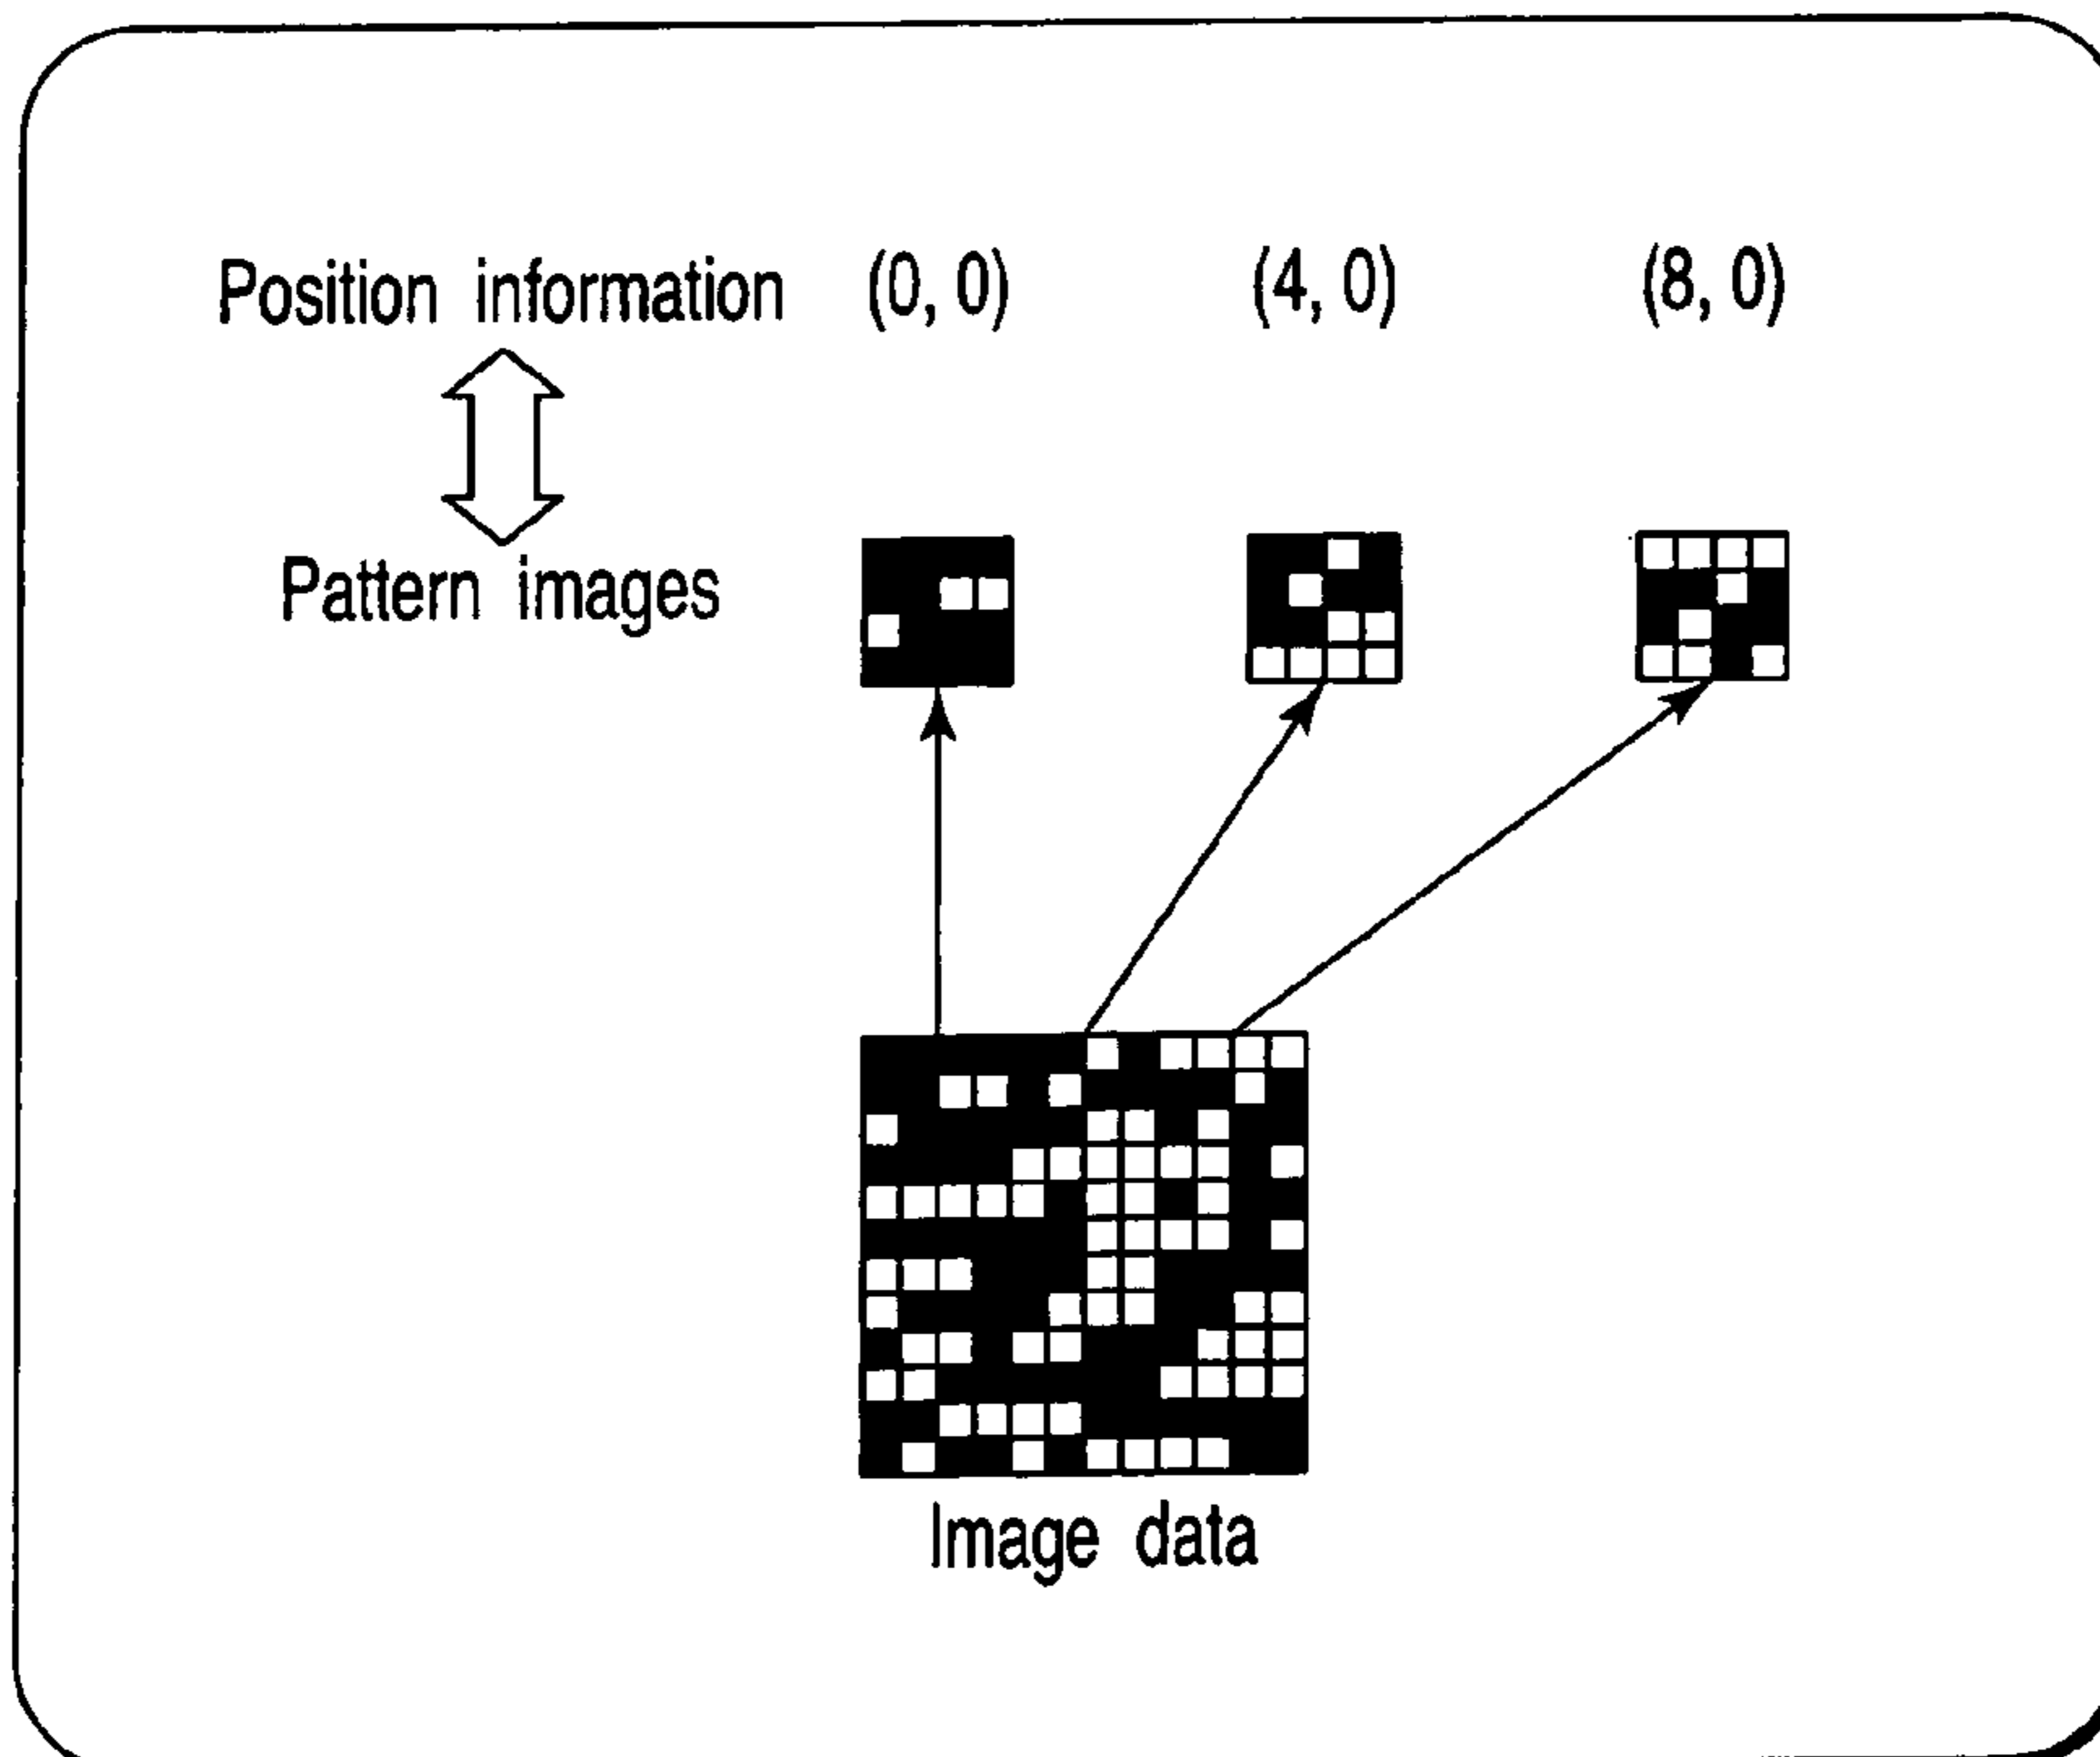 Position information (0, 0) (4, 0) (8, 0)
Pattern images
Image data